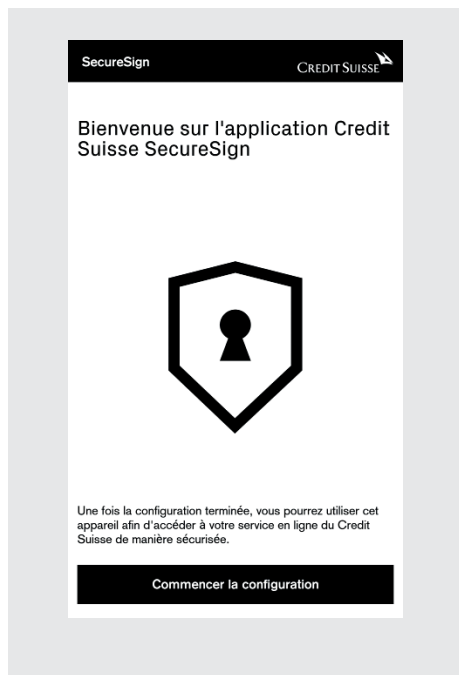 SecureSign
CREDIT SUISSE
Bienvenue sur l'application Credit
Suisse SecureSign
Une fois la configuration terminée, vous pourrez utiliser cet
appareil afin d'accéder à votre service en ligne du Credit
Suisse de manière sécurisée.
Commencer la configuration